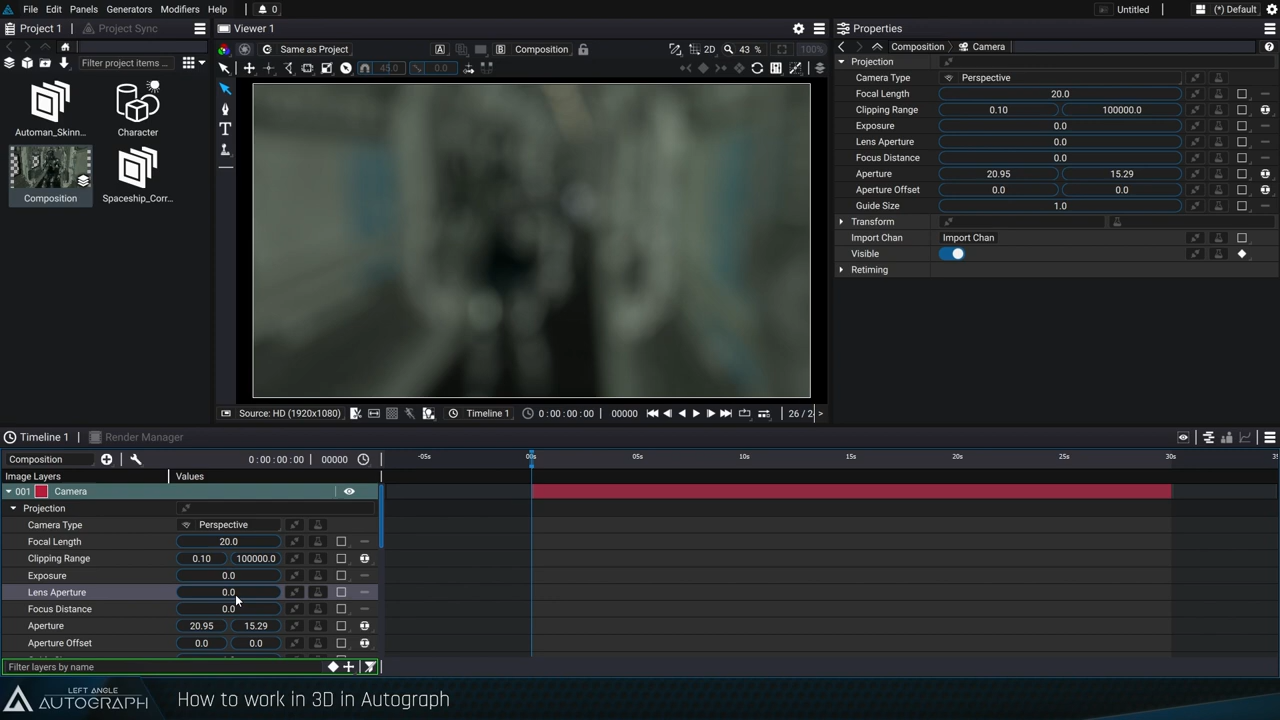 File Edit Panels Generators Modifiers Help 0 Untitled (*) Default
Project 1 Project Sync
Viewer 1
Properties
Same as Project A B Composition 2D 43 % 100%
Composition Camera
Filter project items ...
45.0 0.0
Automan_Skinn...
Character
Composition
Spaceship_Corr...
Projection
Camera Type Perspective
Focal Length 20.0
Clipping Range 0.10 100000.0
Exposure 0.0
Lens Aperture 0.0
Focus Distance 0.0
Aperture 20.95 15.29
Aperture Offset 0.0 0.0
Guide Size 1.0
Transform
Import Chan Import Chan
Visible
Retiming
Source: HD (1920x1080) Timeline 1 0:00:00:00 00000 26 / 2
Timeline 1 Render Manager
Composition 0:00:00:00 00000
-05s 00s 05s 10s 15s 20s 25s 30s
Image Layers Values
001 Camera
Projection
Camera Type Perspective
Focal Length 20.0
Clipping Range 0.10 100000.0
Exposure 0.0
Lens Aperture 0.0
Focus Distance 0.0
Aperture 20.95 15.29
Aperture Offset 0.0 0.0
Filter layers by name
LEFT ANGLE
AUTOGRAPH
How to work in 3D in Autograph